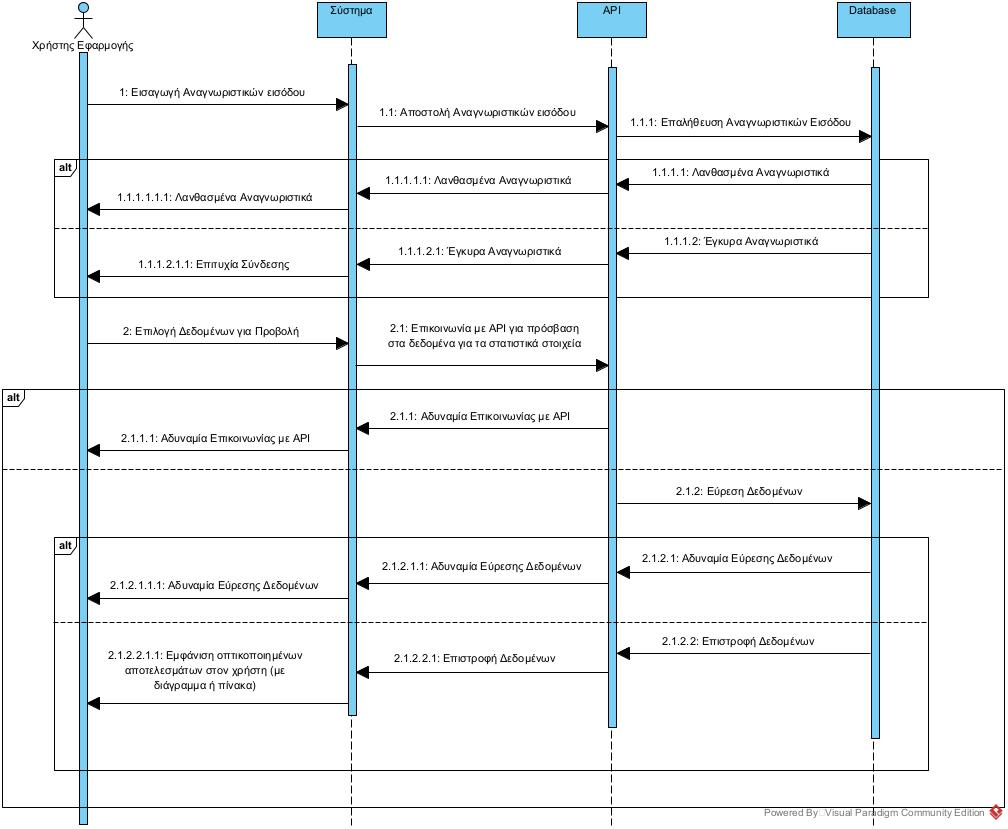 Σύστημα
API
Database
Χρήστης Εφαρμογής
1: Εισαγωγή Αναγνωριστικών εισόδου
1.1: Αποστολή Αναγνωριστικών εισόδου
1.1.1: Επαλήθευση Αναγνωριστικών Εισόδου
alt
1.1.1.1: Λανθασμένα Αναγνωριστικά
1.1.1.1.1: Λανθασμένα Αναγνωριστικά
1.1.1.1.1.1: Λανθασμένα Αναγνωριστικά
1.1.1.2: Έγκυρα Αναγνωριστικά
1.1.1.2.1: Έγκυρα Αναγνωριστικά
1.1.1.2.1.1: Επιτυχία Σύνδεσης
2: Επιλογή Δεδομένων για Προβολή
2.1: Επικοινωνία με API για πρόσβαση
στα δεδομένα για τα στατιστικά στοιχεία
alt
2.1.1: Αδυναμία Επικοινωνίας με API
2.1.1.1: Αδυναμία Επικοινωνίας με API
2.1.2: Εύρεση Δεδομένων
alt
2.1.2.1: Αδυναμία Εύρεσης Δεδομένων
2.1.2.1.1: Αδυναμία Εύρεσης Δεδομένων
2.1.2.1.1.1: Αδυναμία Εύρεσης Δεδομένων
2.1.2.2: Επιστροφή Δεδομένων
2.1.2.2.1: Επιστροφή Δεδομένων
2.1.2.2.1.1: Εμφάνιση οπτικοποιημένων
αποτελεσμάτων στον χρήστη (με
διάγραμμα ή πίνακα)
Powered By Visual Paradigm Community Edition